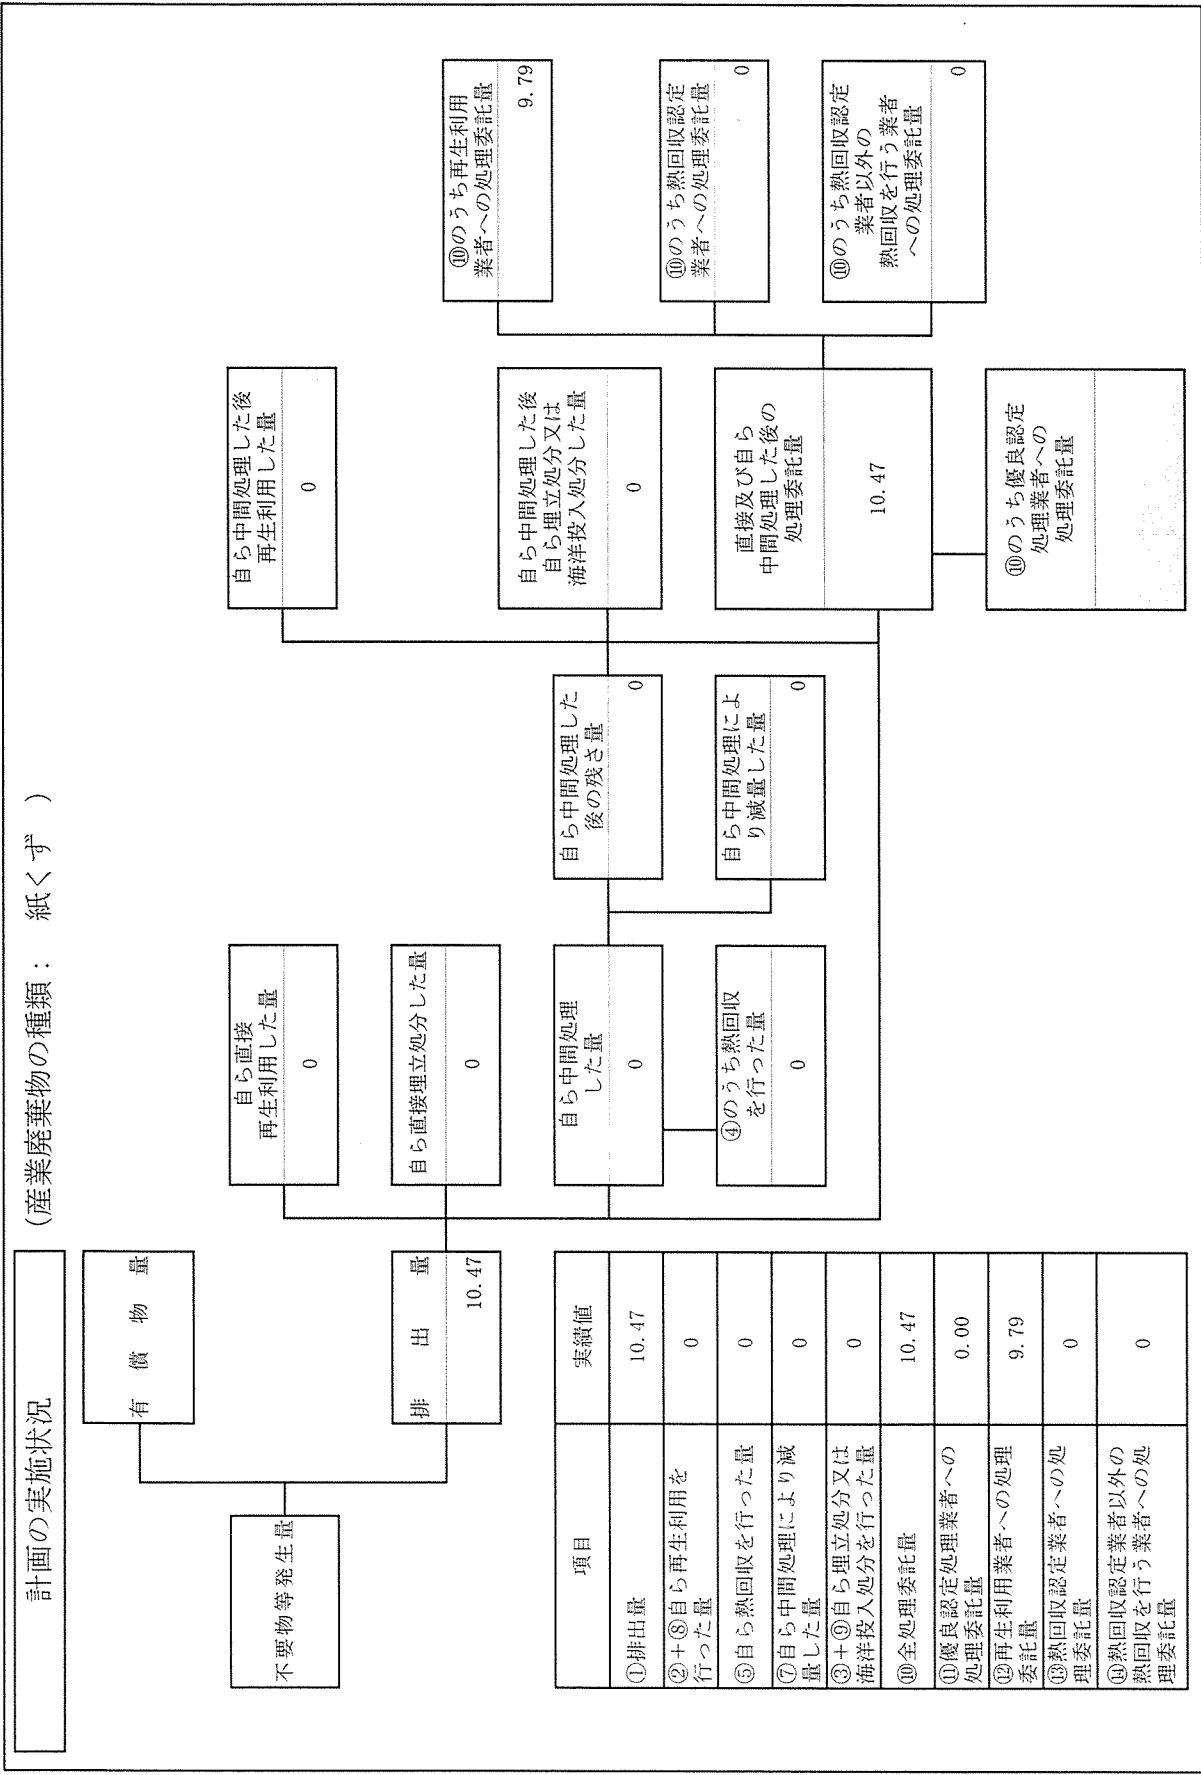 計画の実施状況
(産業廃棄物の種類： 紙くず )
有償物量
不要物等発生量
排出量
10.47
自ら直接
再生利用した量
0
自ら直接埋立処分した量
0
自ら中間処理
した量
0
④のうち熱回収
を行った量
0
自ら中間処理した
後の残さ量
0
自ら中間処理によ
り減量した量
0
自ら中間処理した後
再生利用した量
0
自ら中間処理した後
自ら埋立処分又は
海洋投入処分した量
0
直接及び自ら
中間処理した後の
処理委託量
10.47
⑩のうち優良認定
処理業者への
処理委託量
⑩のうち再生利用
業者への処理委託量
9.79
⑩のうち熱回収認定
業者への処理委託量
0
⑩のうち熱回収認定
業者以外の
熱回収を行う業者
への処理委託量
0
項目 実績値
①排出量 10.47
②+⑧自ら再生利用を
行った量 0
⑤自ら熱回収を行った量 0
⑦自ら中間処理により減
量した量 0
③+⑨自ら埋立処分又は
海洋投入処分を行った量 0
⑩全処理委託量 10.47
⑪優良認定処理業者への
処理委託量 0.00
⑫再生利用業者への処理
委託量 9.79
⑬熱回収認定業者への処
理委託量 0
⑭熱回収認定業者以外の
熱回収を行う業者への処
理委託量 0